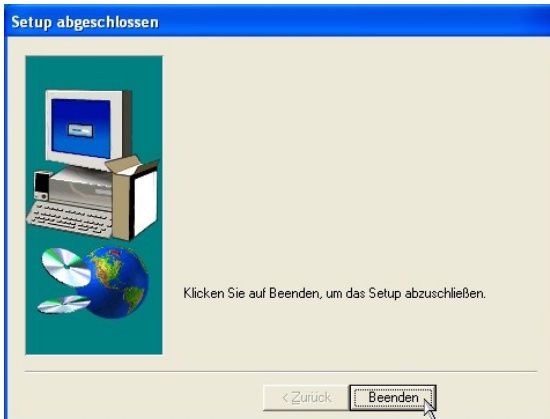 Setup abgeschlossen
Klicken Sie auf Beenden, um das Setup abzuschließen.
< Zurück
Beenden